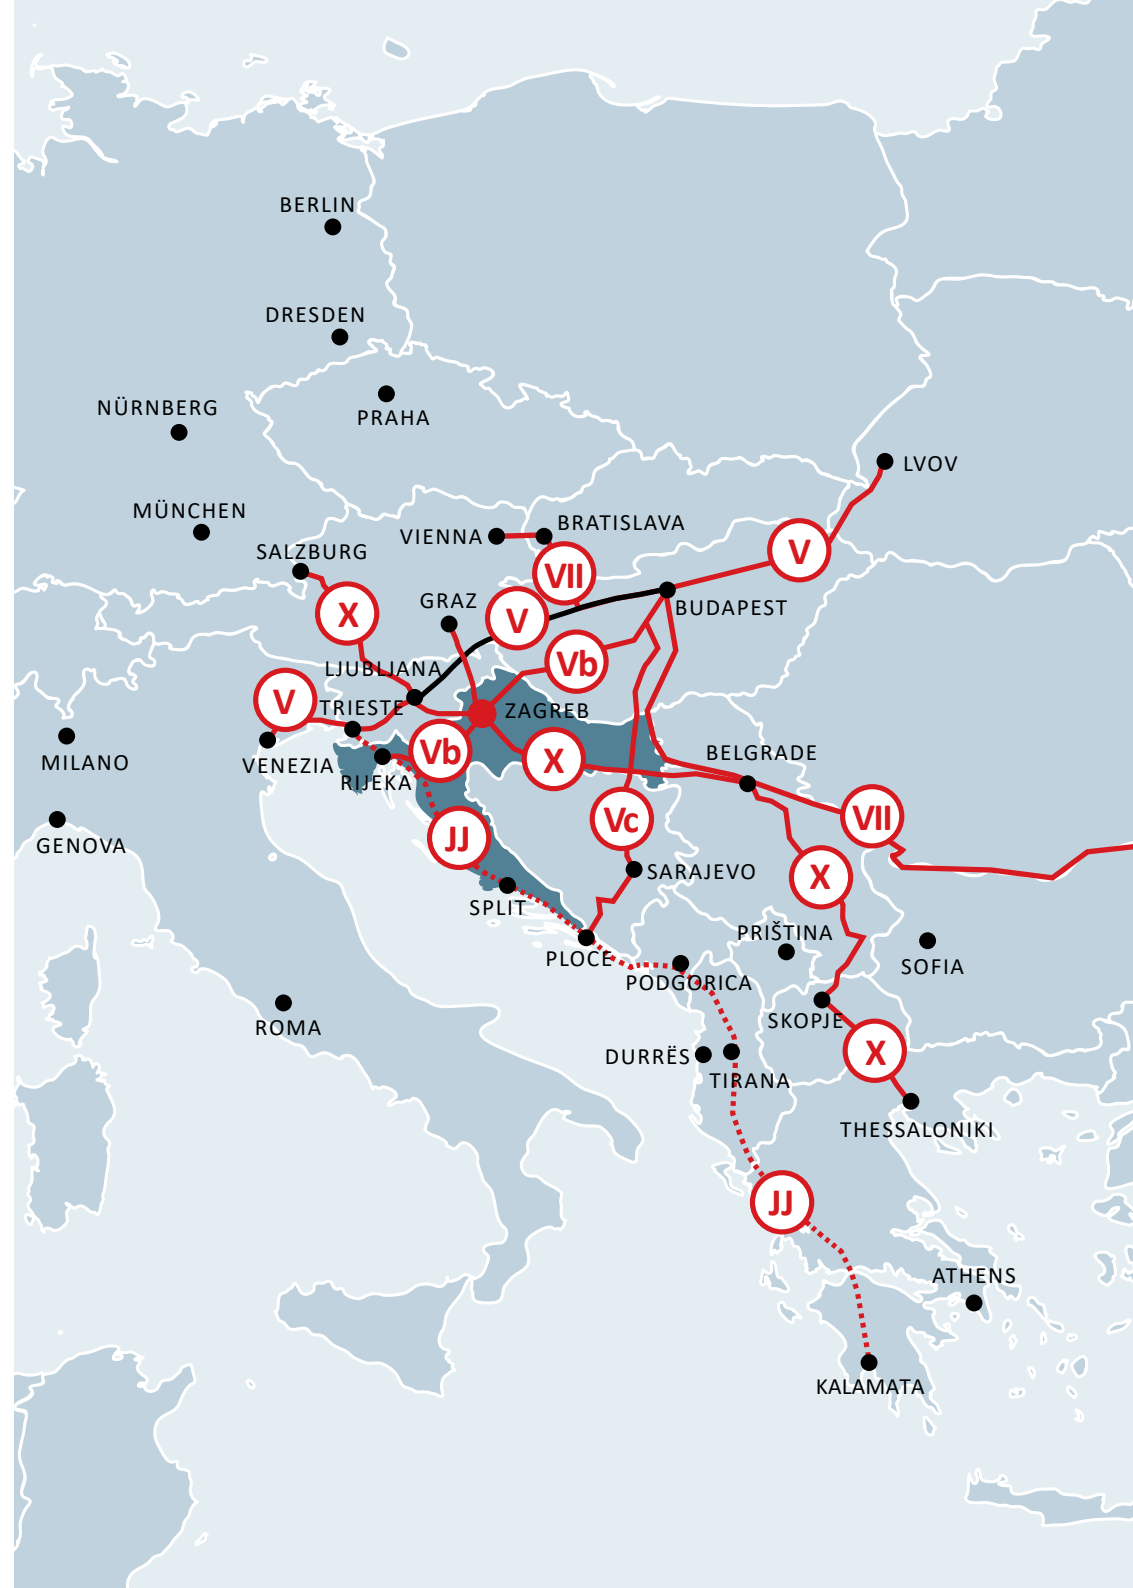 BERLIN
DRESDEN
PRAHA
NÜRNBERG
LVOV
MÜNCHEN
BRATISLAVA
VIENNA
V
SALZBURG
VII
X
GRAZ
V
BUDAPEST
Vb
LJUBLJANA
V
TRIESTE
ZAGREB
MILANO
VENEZIA
Vb
X
BELGRADE
RIJEKA
GENOVA
JJ
Vc
VII
SARAJEVO
X
SPLIT
PRIŠTINA
PLOCE
SOFIA
PODGORICA
ROMA
SKOPJE
DURRËS
X
TIRANA
THESSALONIKI
JJ
ATHENS
KALAMATA